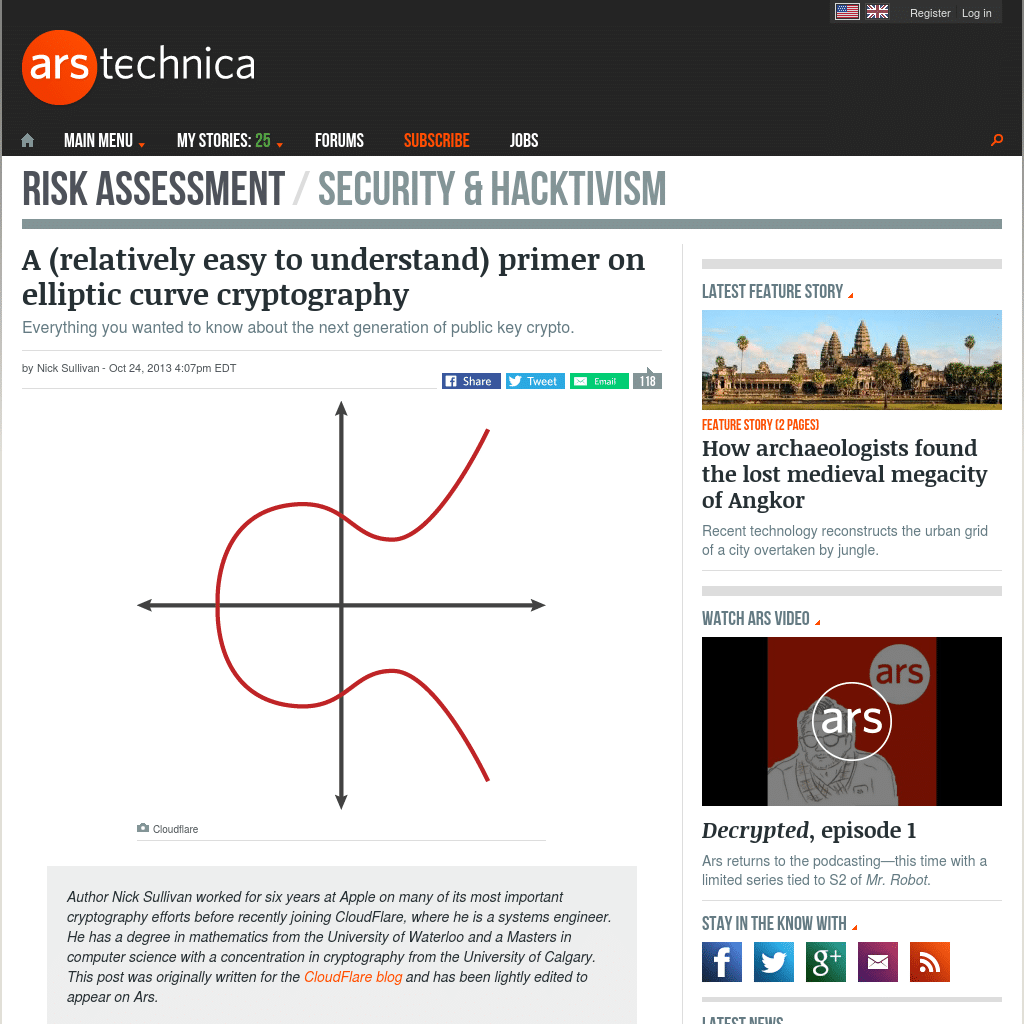 Register Log in
ars technica
MAIN MENU MY STORIES: 25 FORUMS SUBSCRIBE JOBS
RISK ASSESSMENT / SECURITY & HACKTIVISM
A (relatively easy to understand) primer on
elliptic curve cryptography
Everything you wanted to know about the next generation of public key crypto.
by Nick Sullivan - Oct 24, 2013 4:07pm EDT
Share Tweet Email 118
Cloudflare
Author Nick Sullivan worked for six years at Apple on many of its most important
cryptography efforts before recently joining CloudFlare, where he is a systems engineer.
He has a degree in mathematics from the University of Waterloo and a Masters in
computer science with a concentration in cryptography from the University of Calgary.
This post was originally written for the CloudFlare blog and has been lightly edited to
appear on Ars.
LATEST FEATURE STORY
FEATURE STORY (2 PAGES)
How archaeologists found
the lost medieval megacity
of Angkor
Recent technology reconstructs the urban grid
of a city overtaken by jungle.
WATCH ARS VIDEO
ars
ars
Decrypted, episode 1
Ars returns to the podcasting—this time with a
limited series tied to S2 of Mr. Robot.
STAY IN THE KNOW WITH
f g+
LATEST NEWS